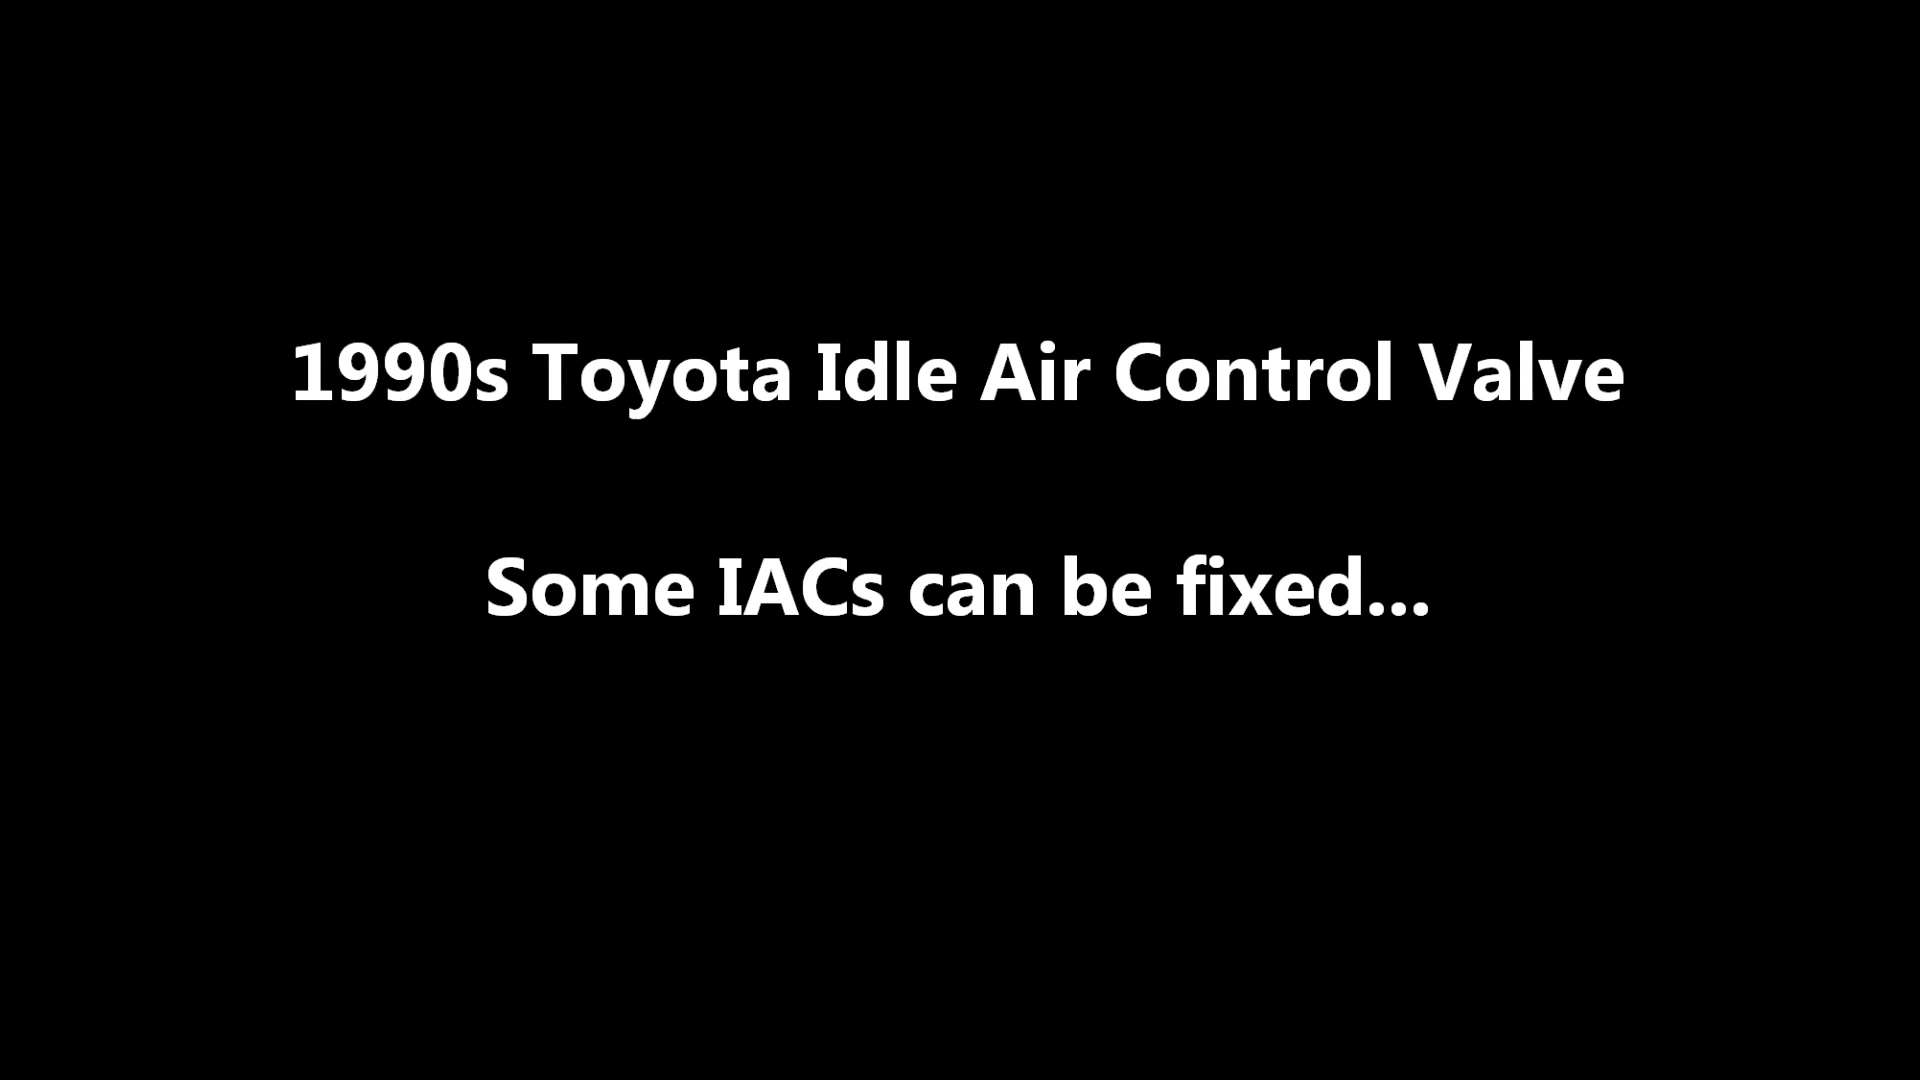 1990s Toyota Idle Air Control Valve
Some IACs can be fixed...